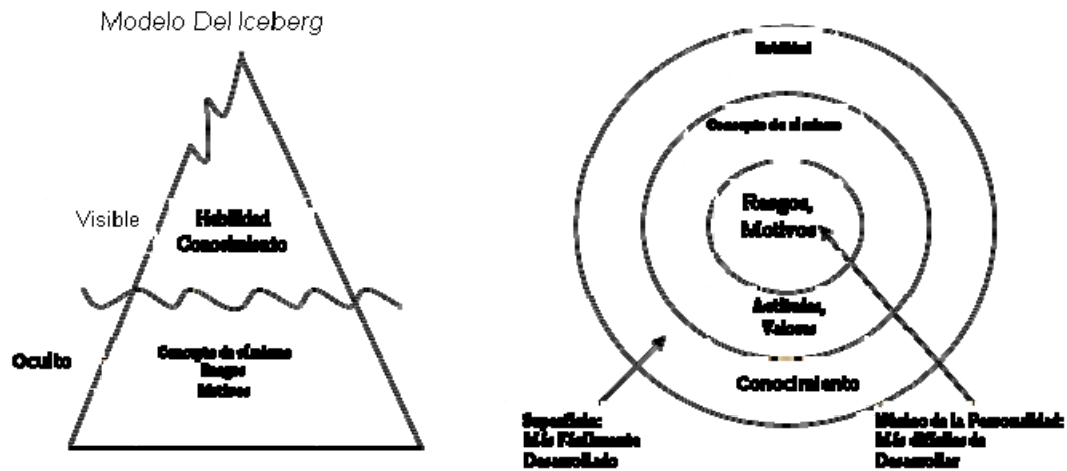 Modelo Del Iceberg
Visible
Habilidad
Conocimiento
Oculto
Concepto de sí mismo
Rasgos
Motivos
Habilidad
Concepto de sí mismo
Rasgos,
Motivos
Actitudes,
Valores
Conocimiento
Superficie:
Más Fácilmente
Desarrollado
Núcleo de la Personalidad:
Más difíciles de
Desarrollar